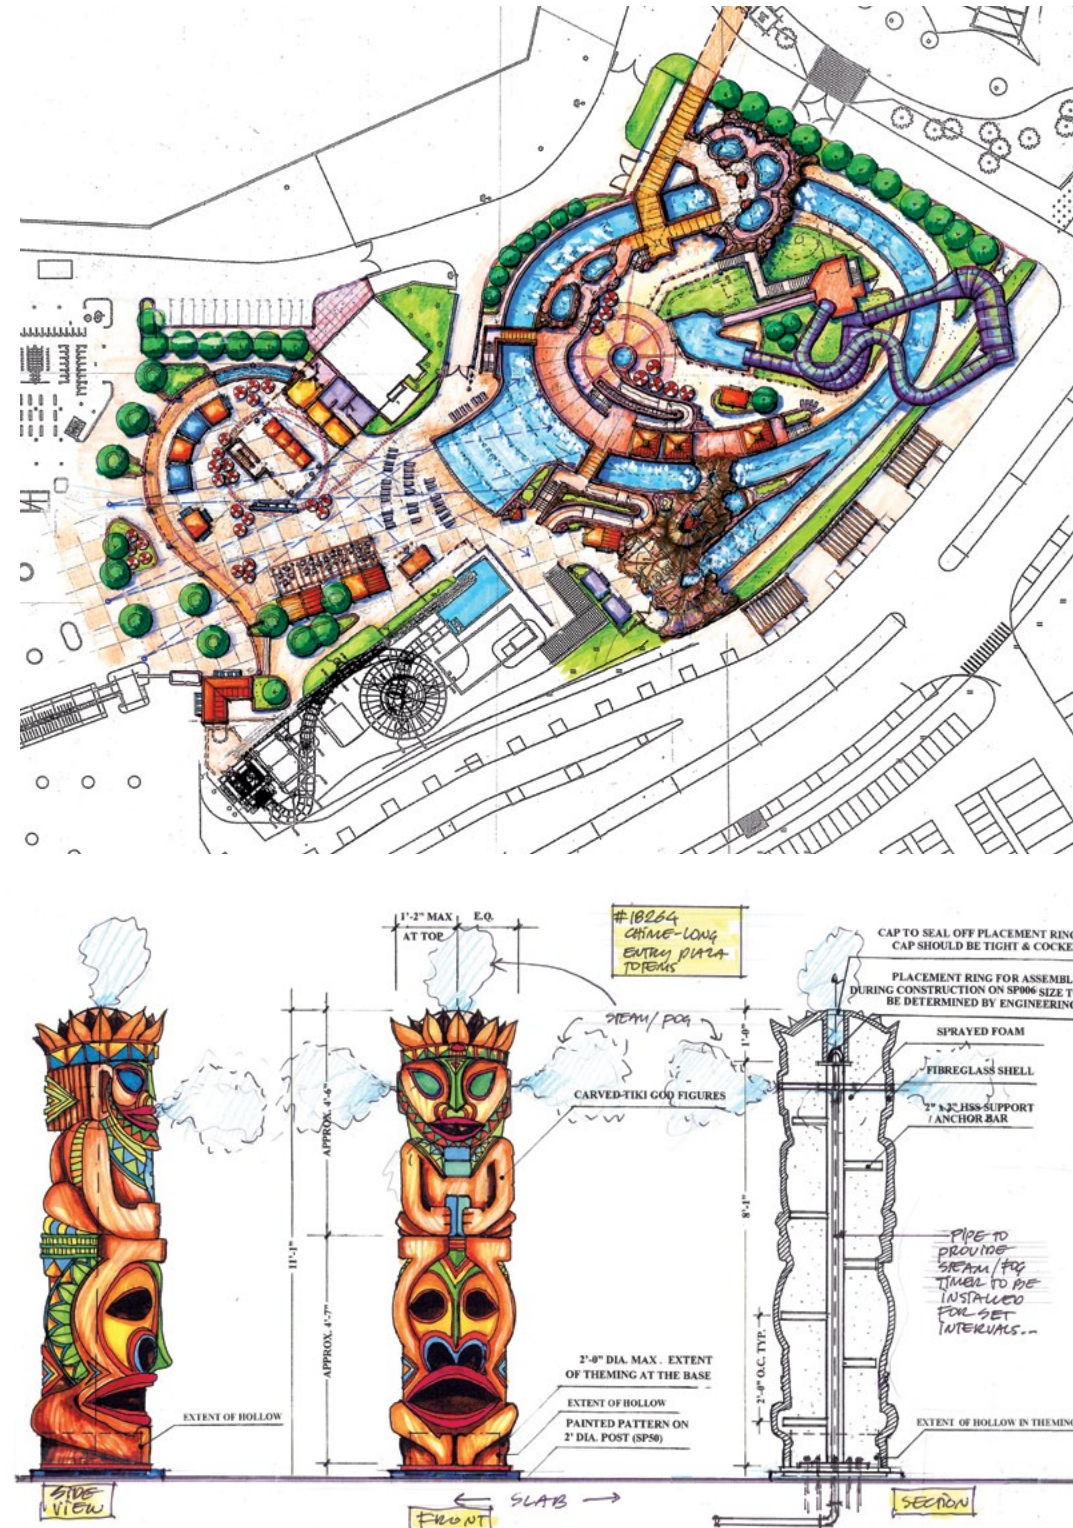 1'-2" MAX
AT TOP
E.Q.
#18264
CHIME-LONG
ENTRY PLAZA
TOTEMS
CAP TO SEAL OFF PLACEMENT RING
CAP SHOULD BE TIGHT & COCKE
PLACEMENT RING FOR ASSEMBL
DURING CONSTRUCTION ON SP006 SIZE T
BE DETERMINED BY ENGINEERING
STEAM/FOG
1'-0"
SPRAYED FOAM
FIBREGLASS SHELL
CARVED TIKI GOD FIGURES
2" x 2" HSS SUPPORT
/ ANCHOR BAR
APPROX. 4'-6"
11'-1"
8'-1"
PIPE TO
PROVIDE
STEAM/FOG
TIMER TO BE
INSTALLED
FOR SET
INTERVALS...
APPROX. 4'-7"
2'-0" O.C. TYP.
2'-0" DIA. MAX . EXTENT
OF THEMING AT THE BASE
EXTENT OF HOLLOW
EXTENT OF HOLLOW
PAINTED PATTERN ON
2' DIA. POST (SP50)
EXTENT OF HOLLOW IN THEMING
SIDE
VIEW
FRONT
SLAB
SECTION